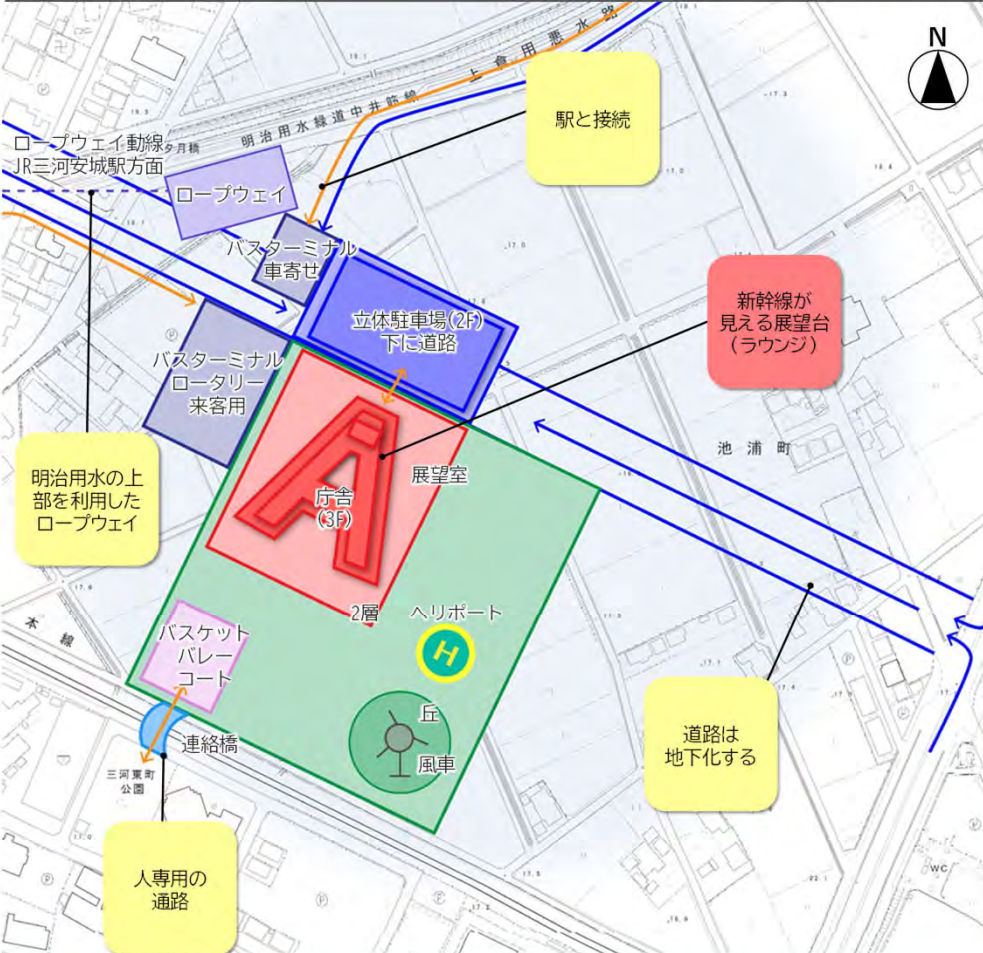 N
上倉用悪水路
明治用水緑道中井筋線
駅と接続
ロープウェイ動線
JR三河安城駅方面
夕月橋
ロープウェイ
バスターミナル
車寄せ
立体駐車場(2F)
下に道路
新幹線が
見える展望台
(ラウンジ)
バスターミナル
ロータリー
来客用
池浦町
明治用水の上
部を利用した
ロープウェイ
展望室
庁舎
(3F)
2層
ヘリポート
H
バスケット
バレー
コート
本線
丘
風車
連絡橋
三河東町
公園
道路は
地下化する
人専用の
通路
WC